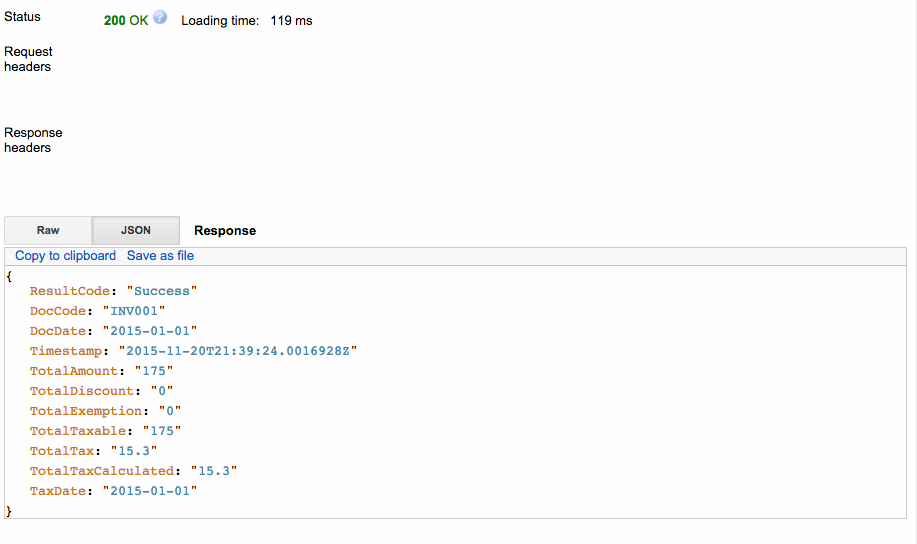 Status 200 OK ? Loading time: 119 ms
Request
headers
Response
headers
Raw JSON Response
Copy to clipboard Save as file
{
ResultCode: "Success"
DocCode: "INV001"
DocDate: "2015-01-01"
Timestamp: "2015-11-20T21:39:24.0016928Z"
TotalAmount: "175"
TotalDiscount: "0"
TotalExemption: "0"
TotalTaxable: "175"
TotalTax: "15.3"
TotalTaxCalculated: "15.3"
TaxDate: "2015-01-01"
}